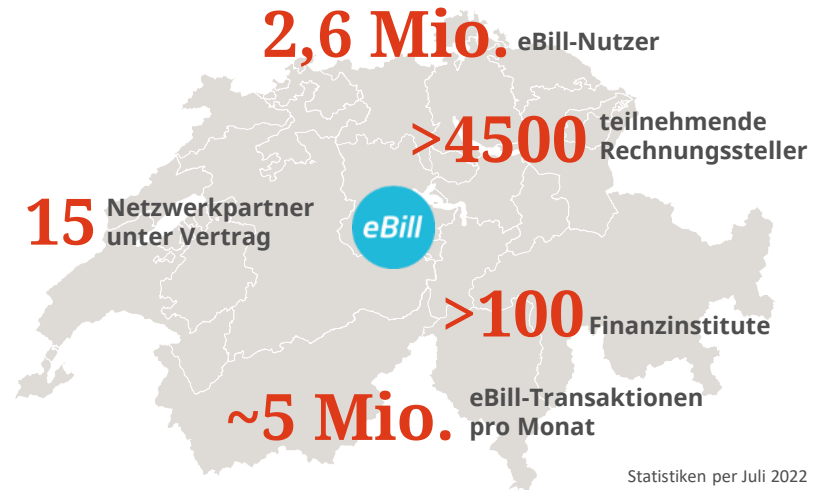 2,6 Mio. eBill-Nutzer
>4500 teilnehmende
Rechnungssteller
15 Netzwerkpartner
unter Vertrag
eBill
>100 Finanzinstitute
~5 Mio. eBill-Transaktionen
pro Monat
Statistiken per Juli 2022